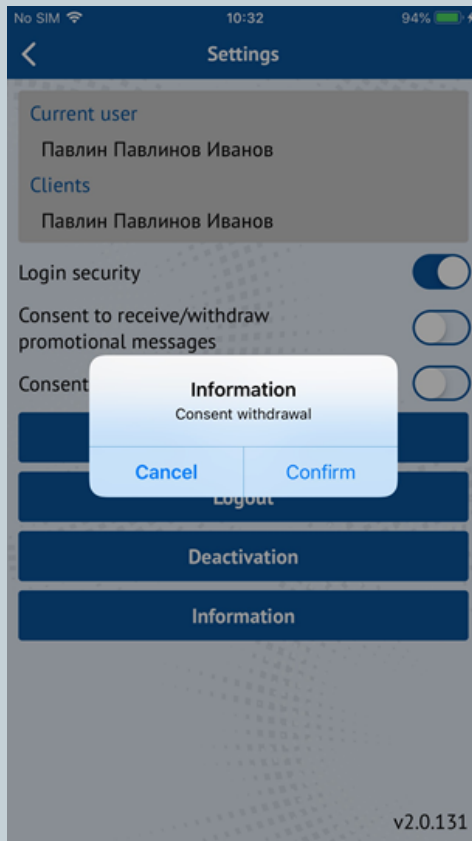 No SIM 10:32 94%
Settings
Current user
Павлин Павлинов Иванов
Clients
Павлин Павлинов Иванов
Login security
Consent to receive/withdraw
promotional messages
Consent
Information
Consent withdrawal
Cancel Confirm
Logout
Deactivation
Information
v2.0.131